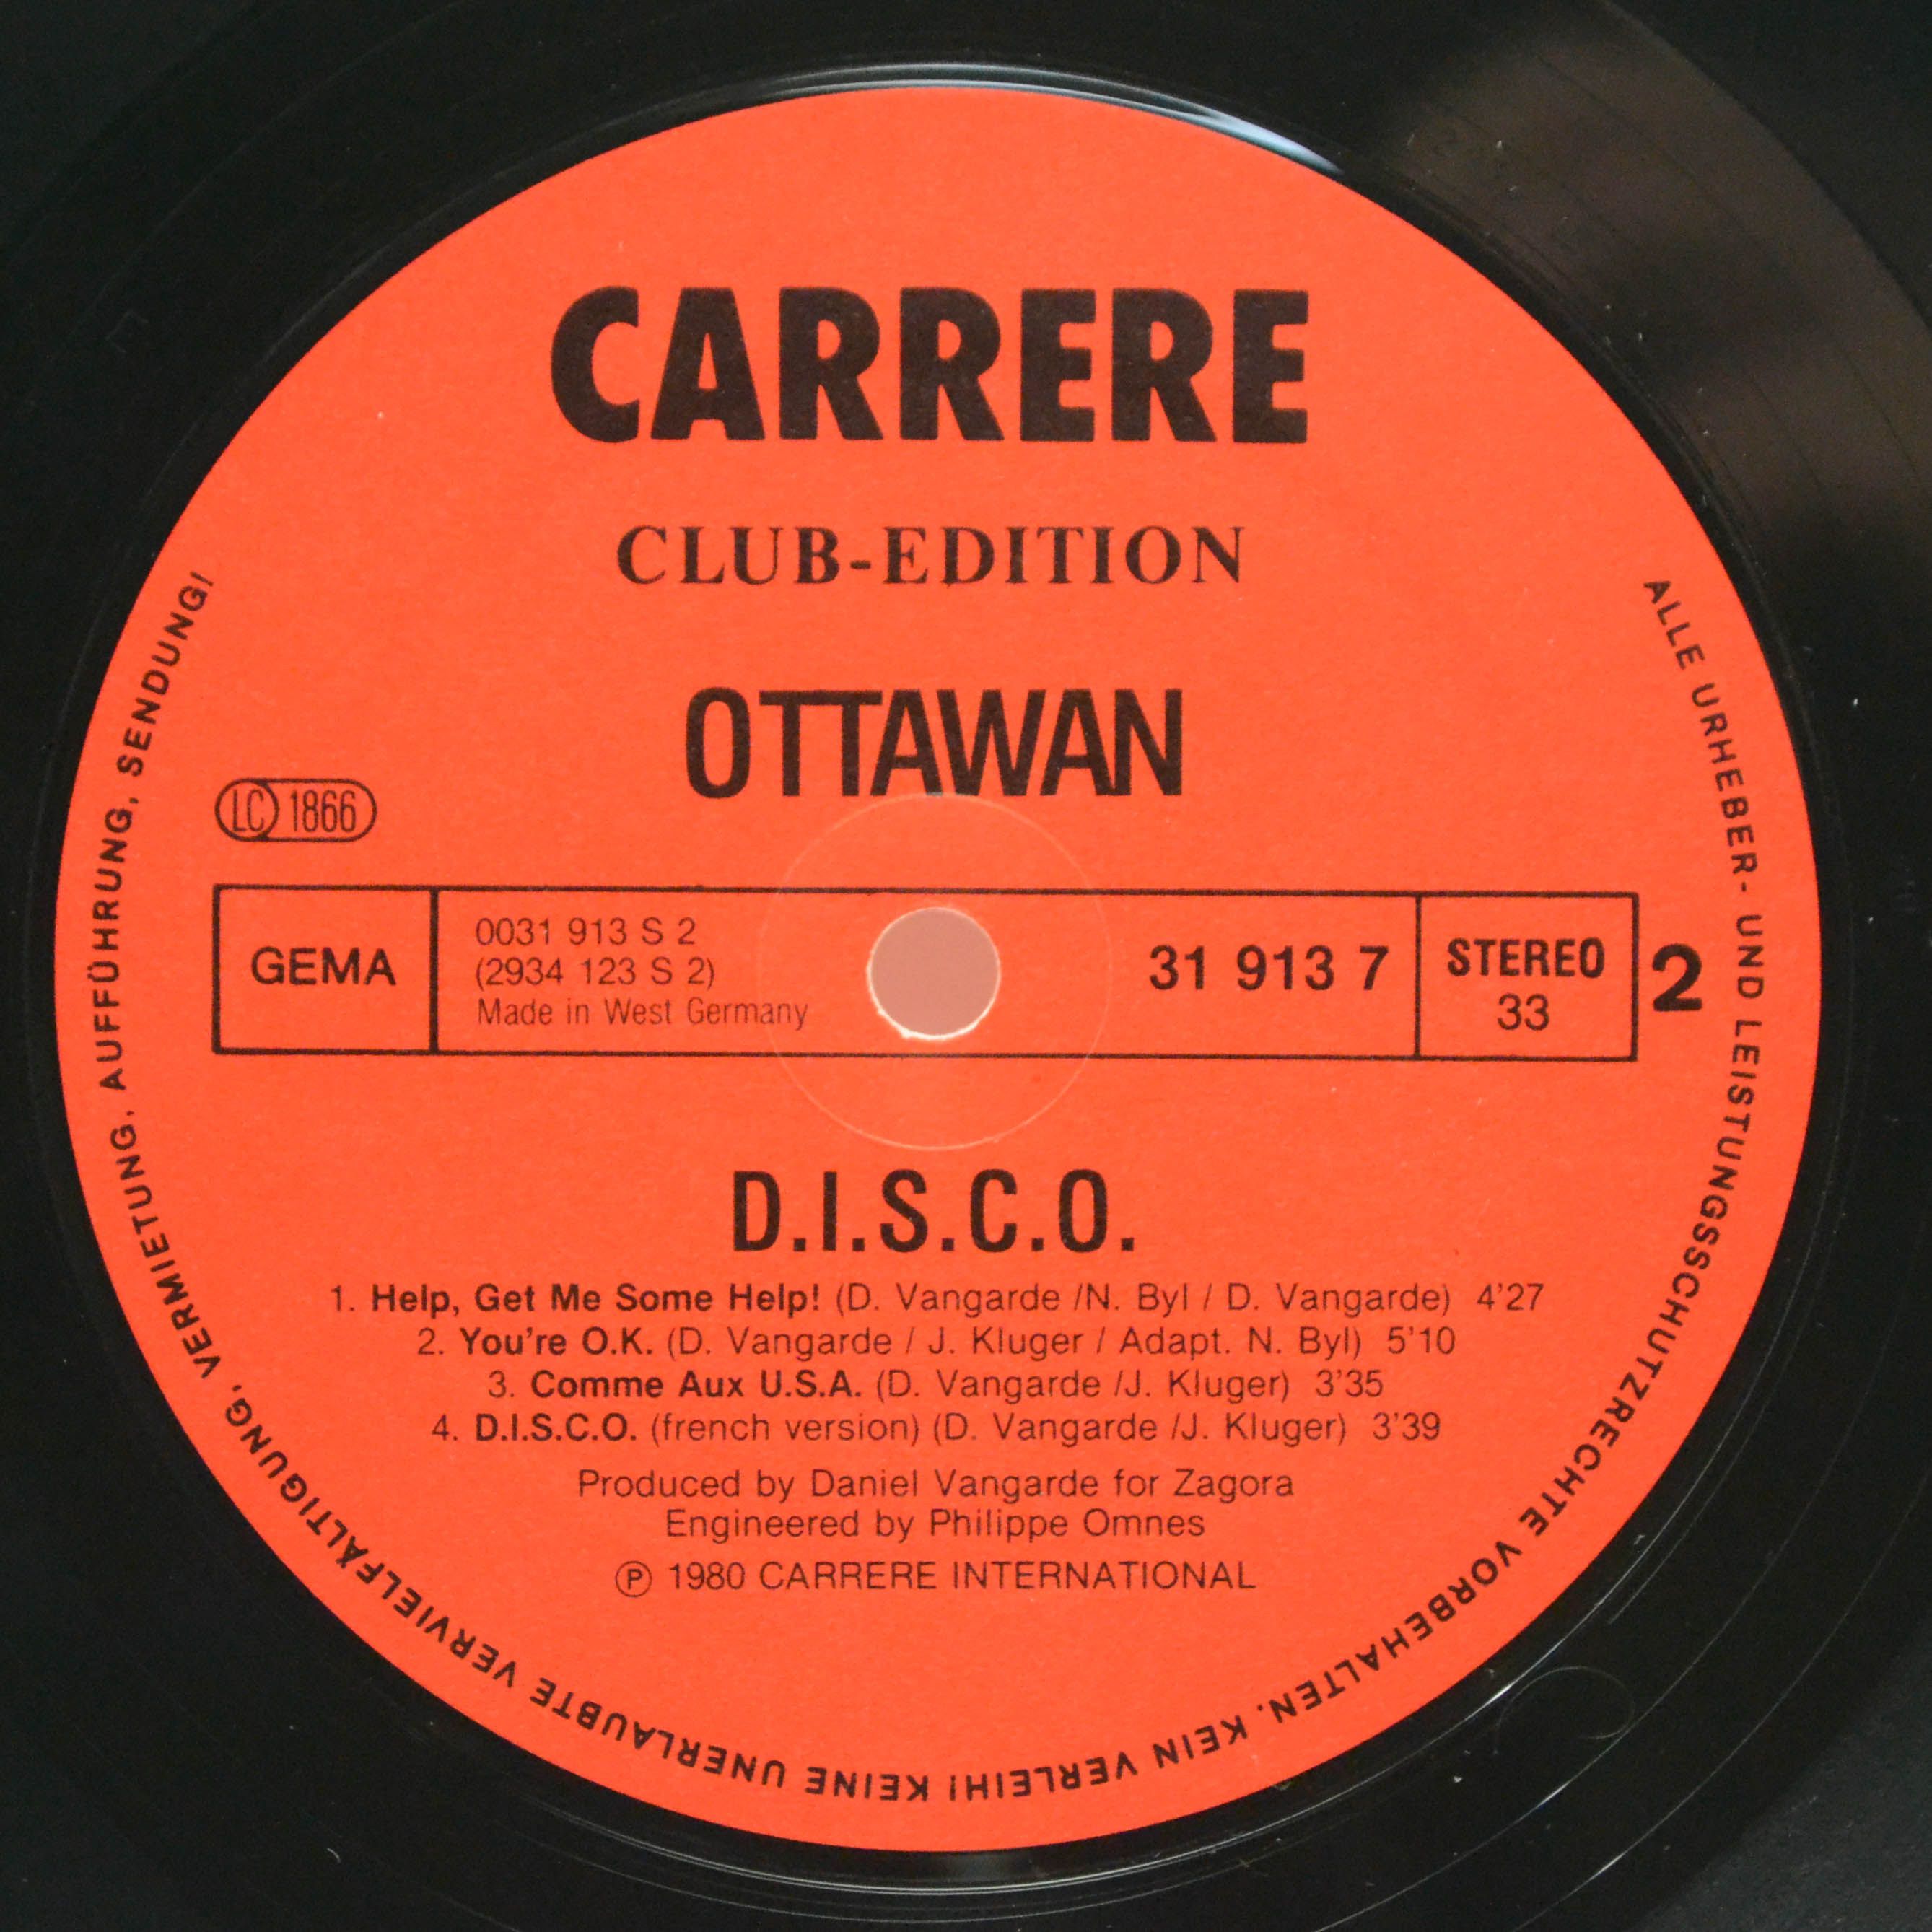 CARRERE
CLUB-EDITION
OTTAWAN
LC 1866
GEMA
0031 913 S 2
(2934 123 S 2)
Made in West Germany
31 913 7
STEREO
33
2
D.I.S.C.O.
1. Help, Get Me Some Help! (D. Vangarde /N. Byl / D. Vangarde) 4'27
2. You're O.K. (D. Vangarde / J. Kluger / Adapt. N. Byl) 5'10
3. Comme Aux U.S.A. (D. Vangarde /J. Kluger) 3'35
4. D.I.S.C.O. (french version) (D. Vangarde /J. Kluger) 3'39
Produced by Daniel Vangarde for Zagora
Engineered by Philippe Omnes
Ⓟ 1980 CARRERE INTERNATIONAL
ALLE URHEBER- UND LEISTUNGSSCHUTZRECHTE VORBEHALTEN. KEIN VERLEIH! KEINE UNERLAUBTE VERVIELFÄLTIGUNG, VERMIETUNG, AUFFÜHRUNG, SENDUNG!